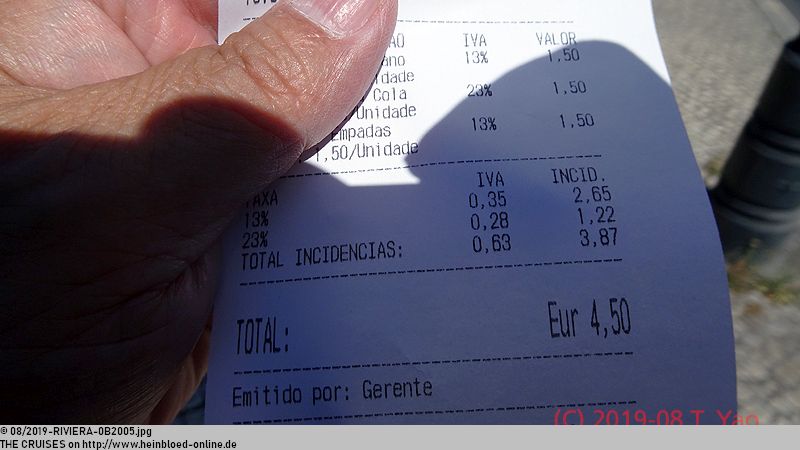 AO IVA VALOR
ano 13% 1,50
dade
Cola 23% 1,50
/Unidade
Empadas 13% 1,50
1,50/Unidade
TAXA IVA INCID.
13% 0,35 2,65
23% 0,28 1,22
TOTAL INCIDENCIAS: 0,63 3,87
TOTAL: Eur 4,50
Emitido por: Gerente
(C) 2019-08 T. Yao
© 08/2019-RIVIERA-0B2005.jpg
THE CRUISES on http://www.heinbloed-online.de